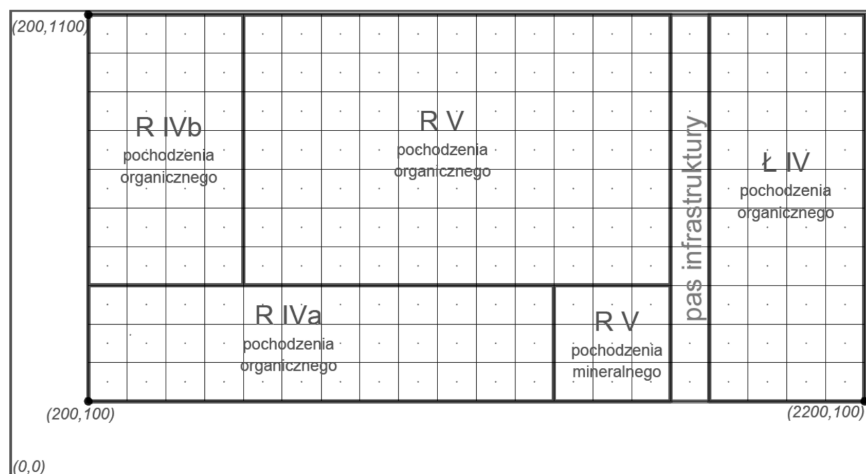 (200,1100)
R IVb
pochodzenia
organicznego
R V
pochodzenia
organicznego
pas infrastruktury
Ł IV
pochodzenia
organicznego
R IVa
pochodzenia
organicznego
R V
pochodzenia
mineralnego
(200,100)
(2200,100)
(0,0)